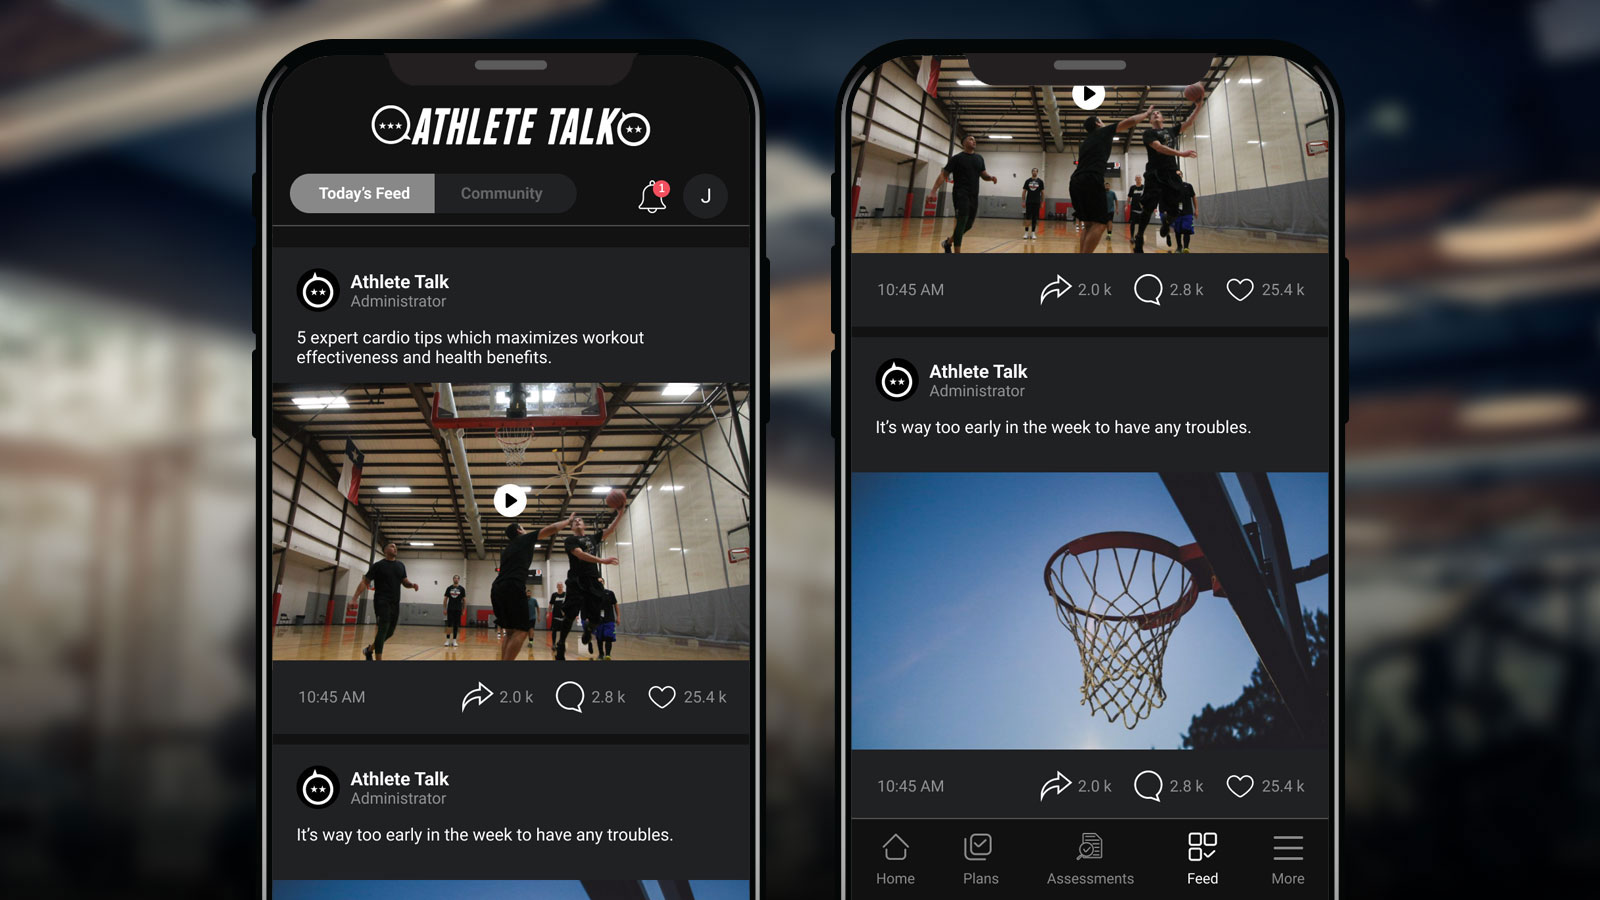 ATHLETE TALK
Today's Feed
Community
1
J
Athlete Talk
Administrator
5 expert cardio tips which maximizes workout
effectiveness and health benefits.
10:45 AM
2.0 k
2.8 k
25.4 k
Athlete Talk
Administrator
It's way too early in the week to have any troubles.
10:45 AM
2.0 k
2.8 k
25.4 k
Athlete Talk
Administrator
It's way too early in the week to have any troubles.
10:45 AM
2.0 k
2.8 k
25.4 k
Home
Plans
Assessments
Feed
More